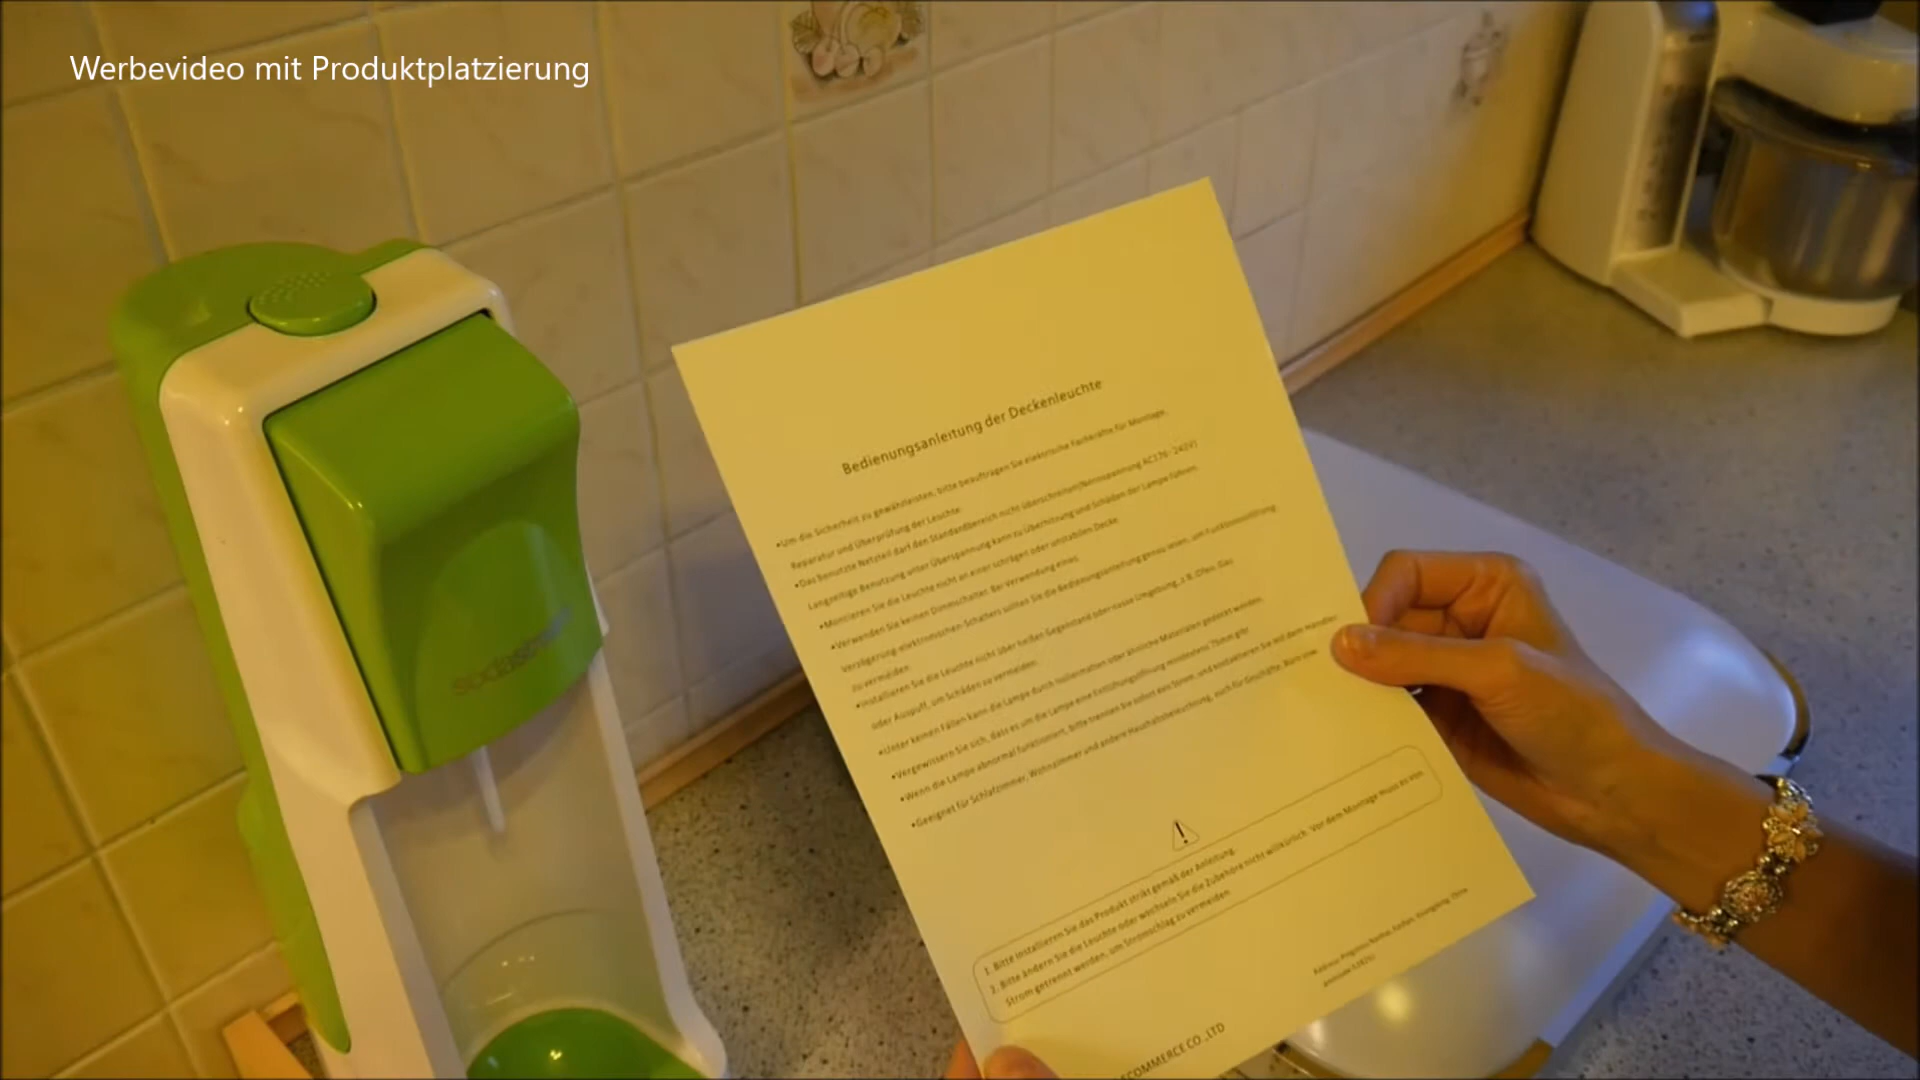 Werbevideo mit Produktplatzierung
sodastream
Bedienungsanleitung der Deckenleuchte
•Um die Sicherheit zu gewährleisten, bitte beauftragen Sie elektrische Fachkräfte für Montage,
Reparatur und Überprüfung der Leuchte.
•Das benutzte Netzteil darf den Standardbereich nicht überschreiten(Nennspannung AC176- 242V)
Langzeitige Benutzung unter Überspannung kann zu Überhitzung und Schäden der Lampe führen.
•Montieren Sie die Leuchte nicht an einer schrägen oder unstabilen Decke.
•Verwenden Sie keinen Dimmschalter. Bei Verwendung eines
Verzögerung-elektronischen-Schalters sollten Sie die Bedienungsanleitung genau lesen, um Funktionsstörung
zu vermeiden.
•Installieren Sie die Leuchte nicht über heißen Gegenstand oder nasse Umgebung, z.B. Ofen, Gas
oder Auspuff, um Schäden zu vermeiden.
•Unter keinen Fällen kann die Lampe durch Isoliermatten oder ähnliche Materialen gedeckt werden.
•Vergewissern Sie sich, dass es um die Lampe eine Entlüftungsöffnung mindestens 75mm gibt.
•Wenn die Lampe abnormal funktioniert, bitte trennen Sie sofort den Strom, und kontaktieren Sie mit dem Händler.
•Geeignet für Schlafzimmer, Wohnzimmer und andere Haushaltsbeleuchtung, auch für Geschäfte, Büro usw.
1. Bitte installieren Sie das Produkt strikt gemäß der Anleitung.
2. Bitte ändern Sie die Leuchte oder wechseln Sie die Zubehöre nicht willkürlich. Vor dem Montage muss es von
Strom getrennt werden, um Stromschlag zu vermeiden.
COMMERCE CO.,LTD